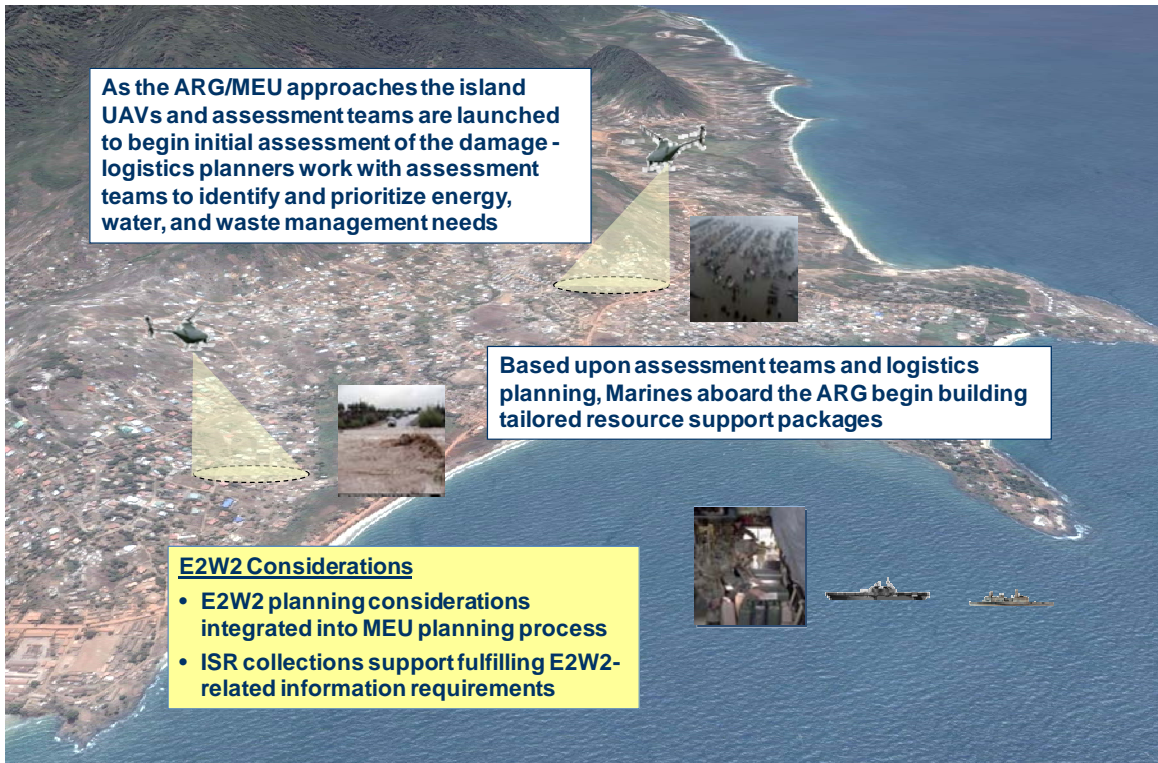 As the ARG/MEU approaches the island
UAVs and assessment teams are launched
to begin initial assessment of the damage -
logistics planners work with assessment
teams to identify and prioritize energy,
water, and waste management needs
Based upon assessment teams and logistics
planning, Marines aboard the ARG begin building
tailored resource support packages
E2W2 Considerations
• E2W2 planning considerations
integrated into MEU planning process
• ISR collections support fulfilling E2W2-
related information requirements